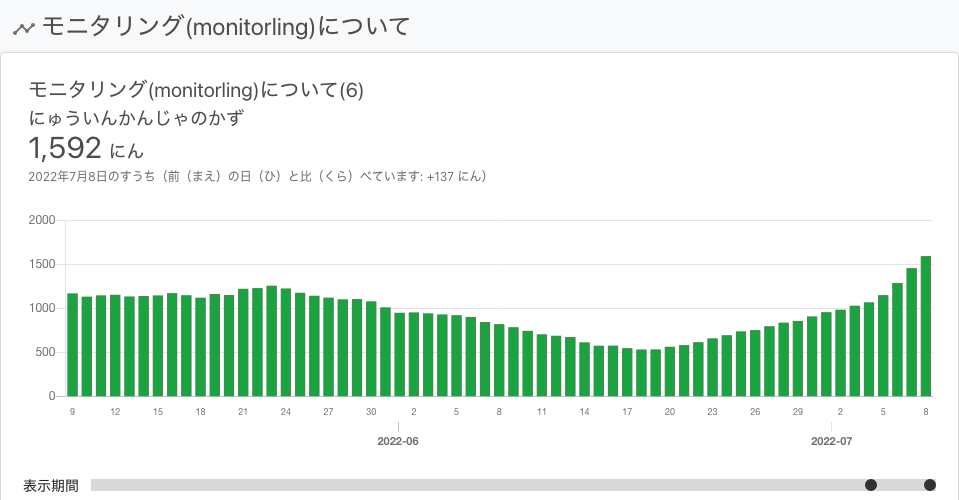 モニタリング(monitorling)について
モニタリング(monitorling)について(6)
にゅういんかんじゃのかず
1,592 にん
2022年7月8日のすうち（前（まえ）の日（ひ）と比（くら）べています: +137 にん）
2000
1500
1000
500
0
9 12 15 18 21 24 27 30 2 5 8 11 14 17 20 23 26 29 2 5 8
2022-06 2022-07
表示期間